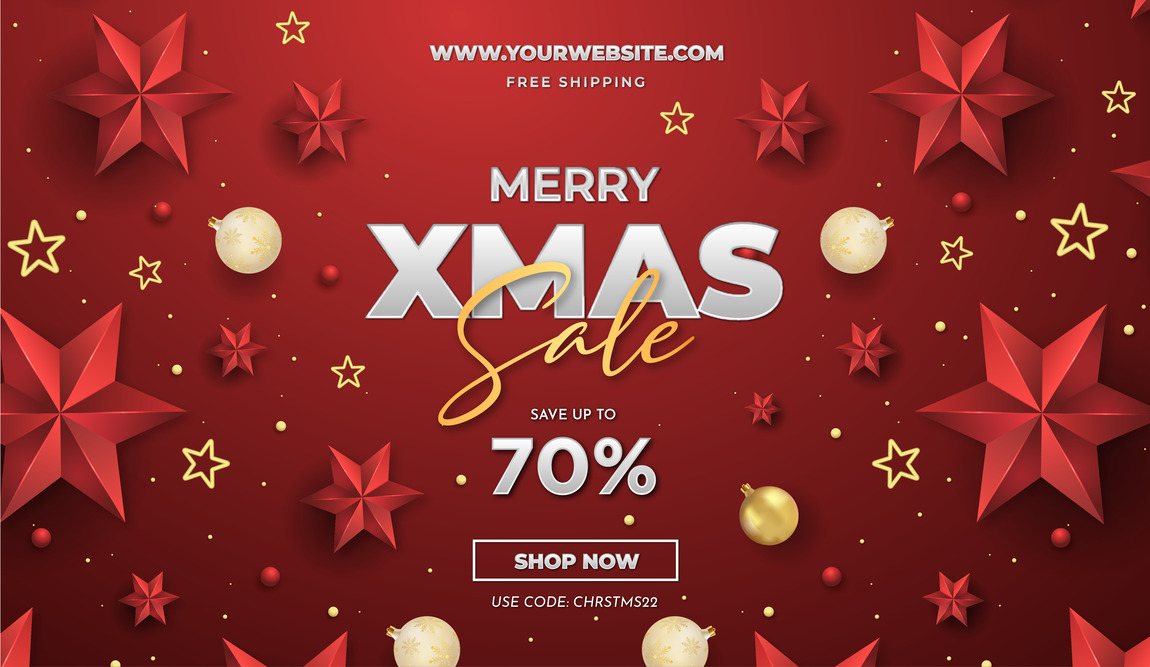 WWW.YOURWEBSITE.COM
FREE SHIPPING
MERRY
XMAS
Sale
SAVE UP TO
70%
SHOP NOW
USE CODE: CHRSTMS22